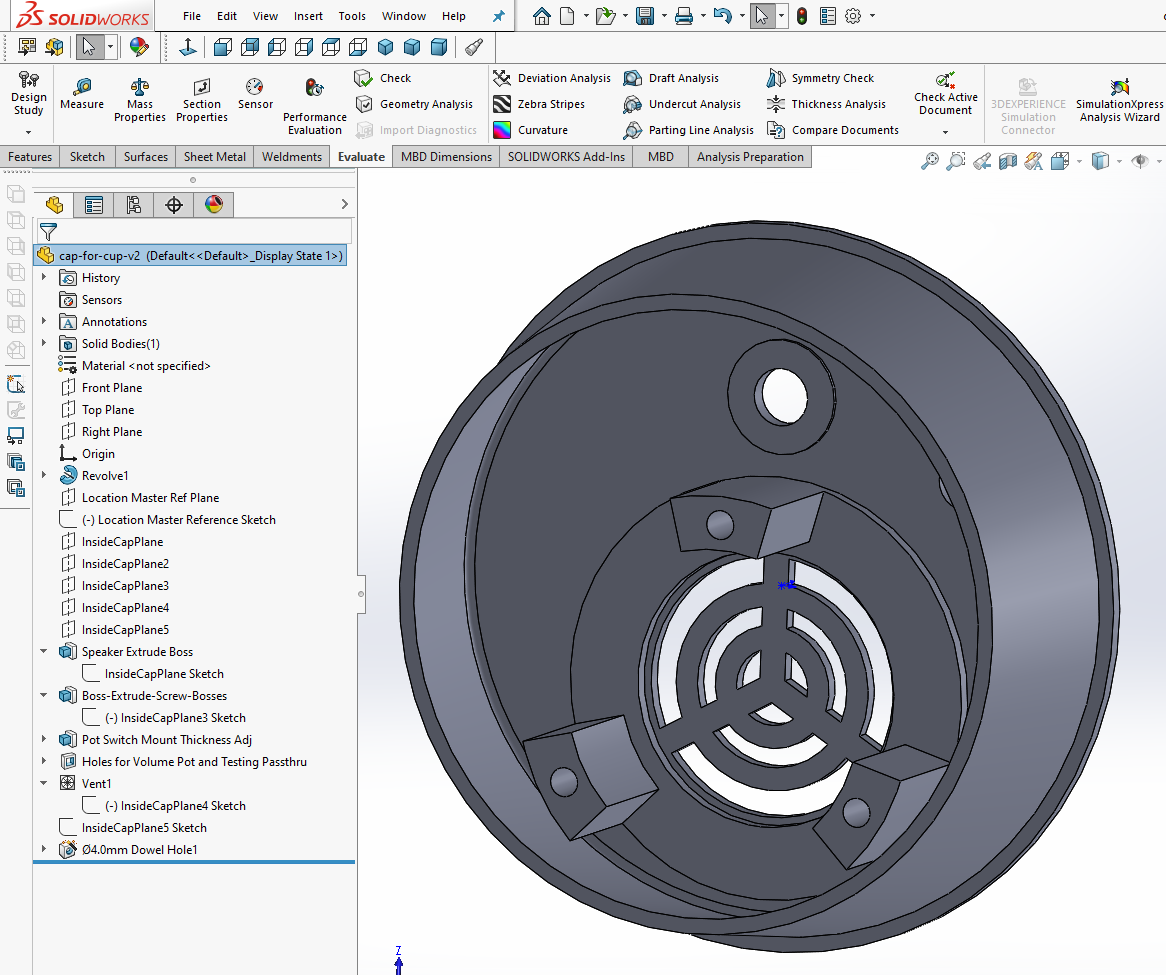 SOLIDWORKS File Edit View Insert Tools Window Help
Design Study
Measure
Mass Properties
Section Properties
Sensor
Performance Evaluation
Check
Geometry Analysis
Import Diagnostics
Deviation Analysis
Zebra Stripes
Curvature
Draft Analysis
Undercut Analysis
Parting Line Analysis
Symmetry Check
Thickness Analysis
Compare Documents
Check Active Document
3DEXPERIENCE Simulation Connector
SimulationXpress Analysis Wizard
Features Sketch Surfaces Sheet Metal Weldments Evaluate MBD Dimensions SOLIDWORKS Add-Ins MBD Analysis Preparation
cap-for-cup-v2 (Default<<Default>_Display State 1>)
History
Sensors
Annotations
Solid Bodies(1)
Material <not specified>
Front Plane
Top Plane
Right Plane
Origin
Revolve1
Location Master Ref Plane
(-) Location Master Reference Sketch
InsideCapPlane
InsideCapPlane2
InsideCapPlane3
InsideCapPlane4
InsideCapPlane5
Speaker Extrude Boss
InsideCapPlane Sketch
Boss-Extrude-Screw-Bosses
(-) InsideCapPlane3 Sketch
Pot Switch Mount Thickness Adj
Holes for Volume Pot and Testing Passthru
Vent1
(-) InsideCapPlane4 Sketch
InsideCapPlane5 Sketch
Ø4.0mm Dowel Hole1
Z